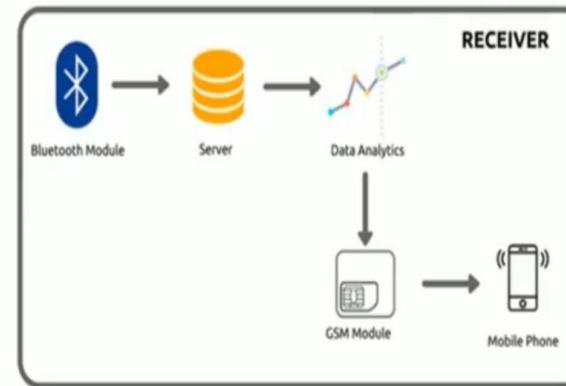 RECEIVER
Bluetooth Module
Server
Data Analytics
GSM Module
Mobile Phone